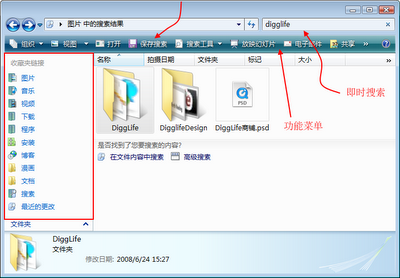 图片 中的搜索结果
digglife
组织
视图
打开
保存搜索
搜索工具
放映幻灯片
电子邮件
共享
»
收藏夹链接
名称
拍摄日期
文件夹
标记
大小
图片
音乐
视频
下载
程序
安装
博客
漫画
文档
搜索
最近的更改
文件夹
DiggLife
DigglifeDesign
PSD
DiggLife商铺.psd
即时搜索
功能菜单
是否找到了您要搜索的内容?
在文件内容中搜索
高级搜索
DiggLife
文件夹
修改日期: 2008/6/24 15:27